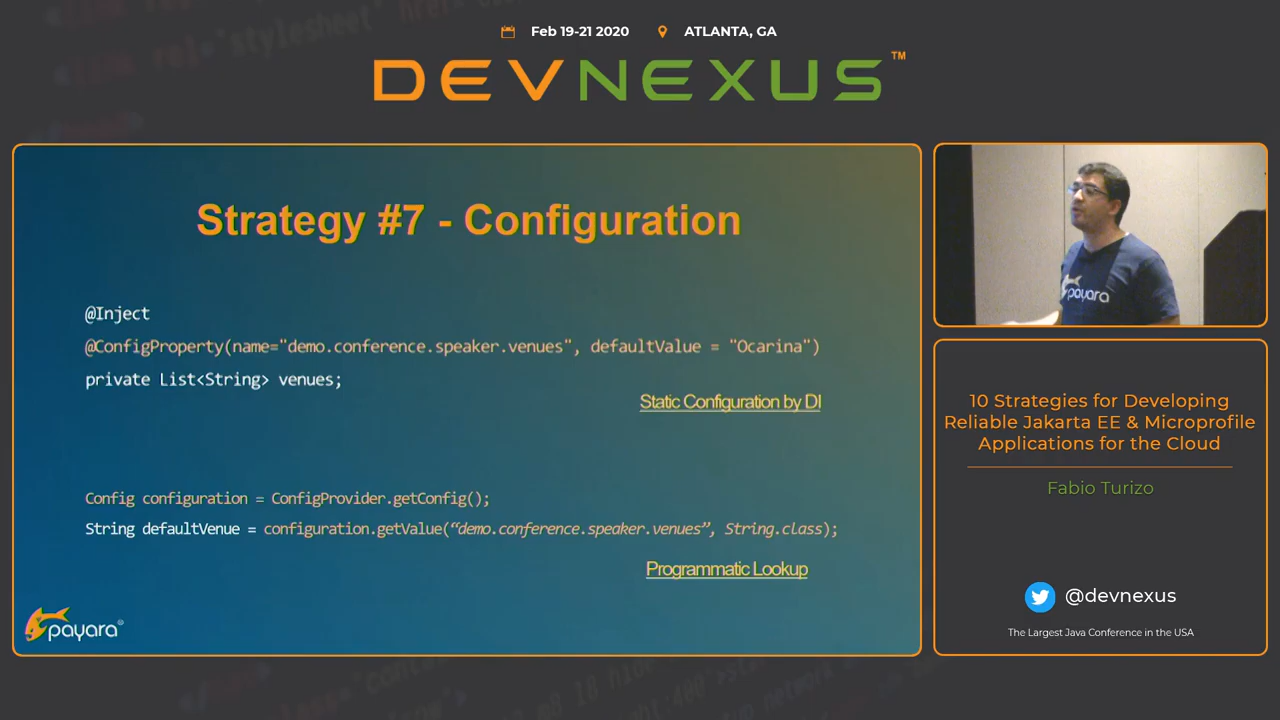 Feb 19-21 2020 ATLANTA, GA
DEVNEXUS™
Strategy #7 - Configuration
@Inject
@ConfigProperty(name="demo.conference.speaker.venues", defaultValue = "Ocarina")
private List<String> venues;
Static Configuration by DI
Config configuration = ConfigProvider.getConfig();
String defaultVenue = configuration.getValue(“demo.conference.speaker.venues”, String.class);
Programmatic Lookup
payara®
payara
10 Strategies for Developing
Reliable Jakarta EE & Microprofile
Applications for the Cloud
Fabio Turizo
@devnexus
The Largest Java Conference in the USA